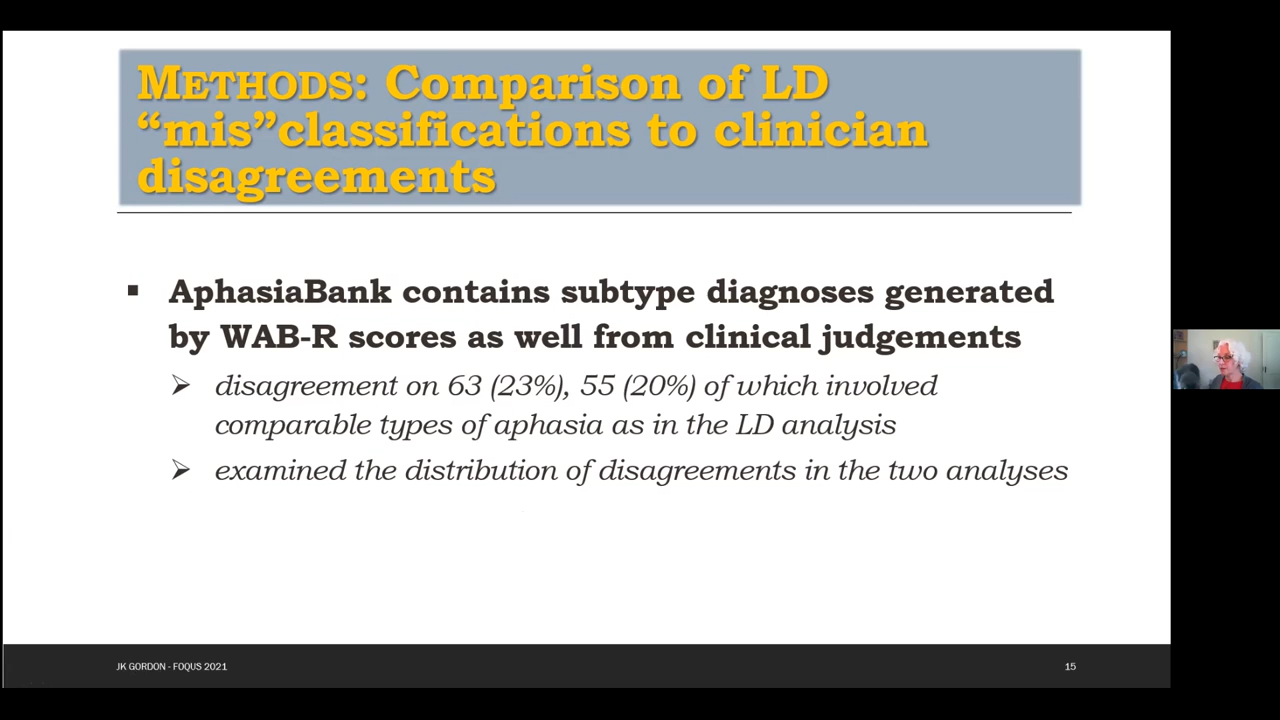 METHODS: Comparison of LD
“mis”classifications to clinician
disagreements
▪ AphasiaBank contains subtype diagnoses generated
by WAB-R scores as well from clinical judgements
➢ disagreement on 63 (23%), 55 (20%) of which involved
comparable types of aphasia as in the LD analysis
➢ examined the distribution of disagreements in the two analyses
JK GORDON - FOQUS 2021
15